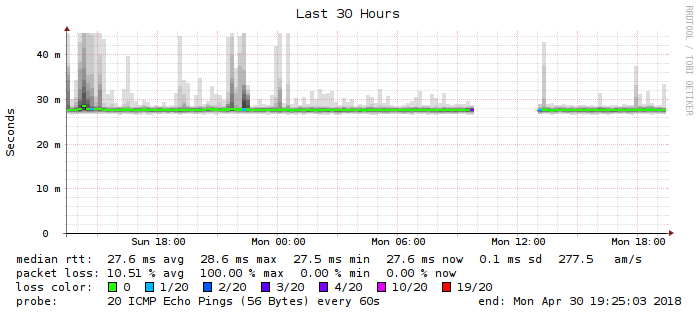 Last 30 Hours
RRDTOOL / TOBI OETIKER
Seconds
40 m
30 m
20 m
10 m
0
Sun 18:00 Mon 00:00 Mon 06:00 Mon 12:00 Mon 18:00
median rtt: 27.6 ms avg 28.6 ms max 27.5 ms min 27.6 ms now 0.1 ms sd 277.5 am/s
packet loss: 10.51 % avg 100.00 % max 0.00 % min 0.00 % now
loss color: 0 1/20 2/20 3/20 4/20 10/20 19/20
probe: 20 ICMP Echo Pings (56 Bytes) every 60s end: Mon Apr 30 19:25:03 2018